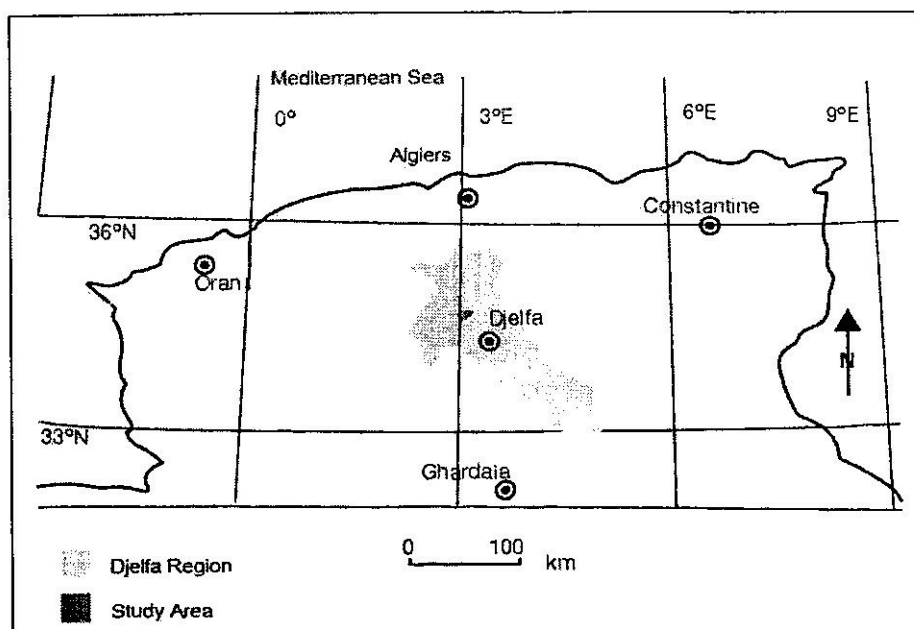 Mediterranean Sea
0°
3°E
6°E
9°E
Algiers
Constantine
36°N
Oran
Djelfa
N
33°N
Ghardaia
0 100
km
Djelfa Region
Study Area